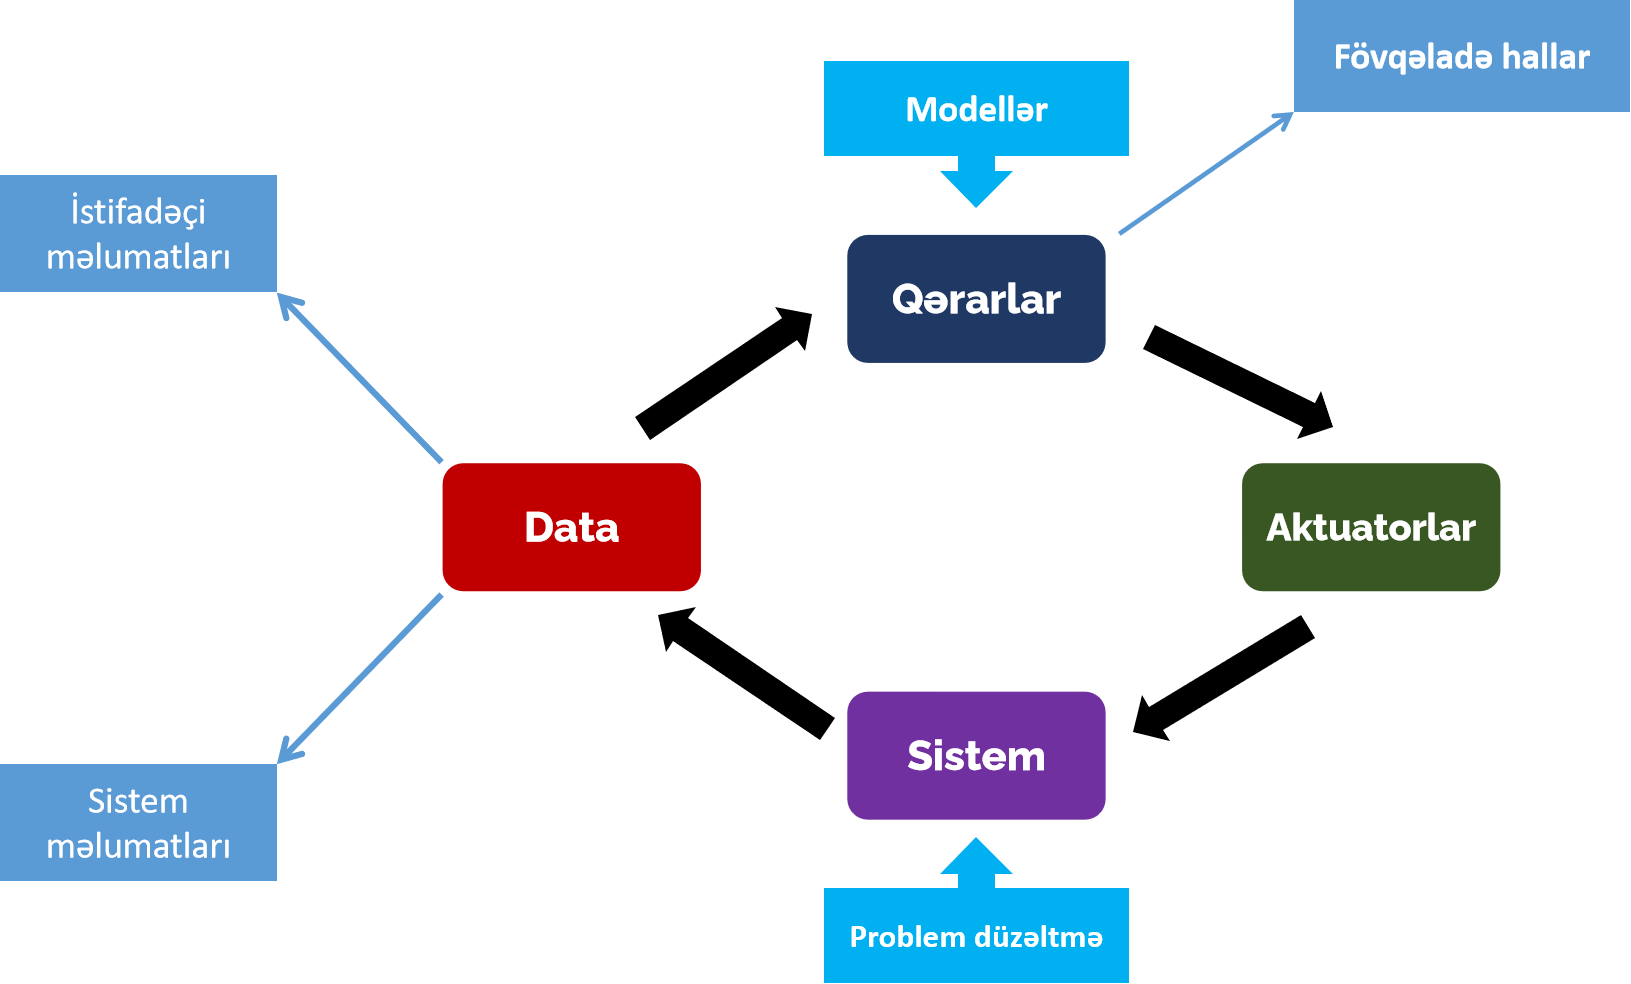 Fövqəladə hallar
Modellər
İstifadəçi
məlumatları
Qərarlar
Data
Aktuatorlar
Sistem
Sistem
məlumatları
Problem düzəltmə